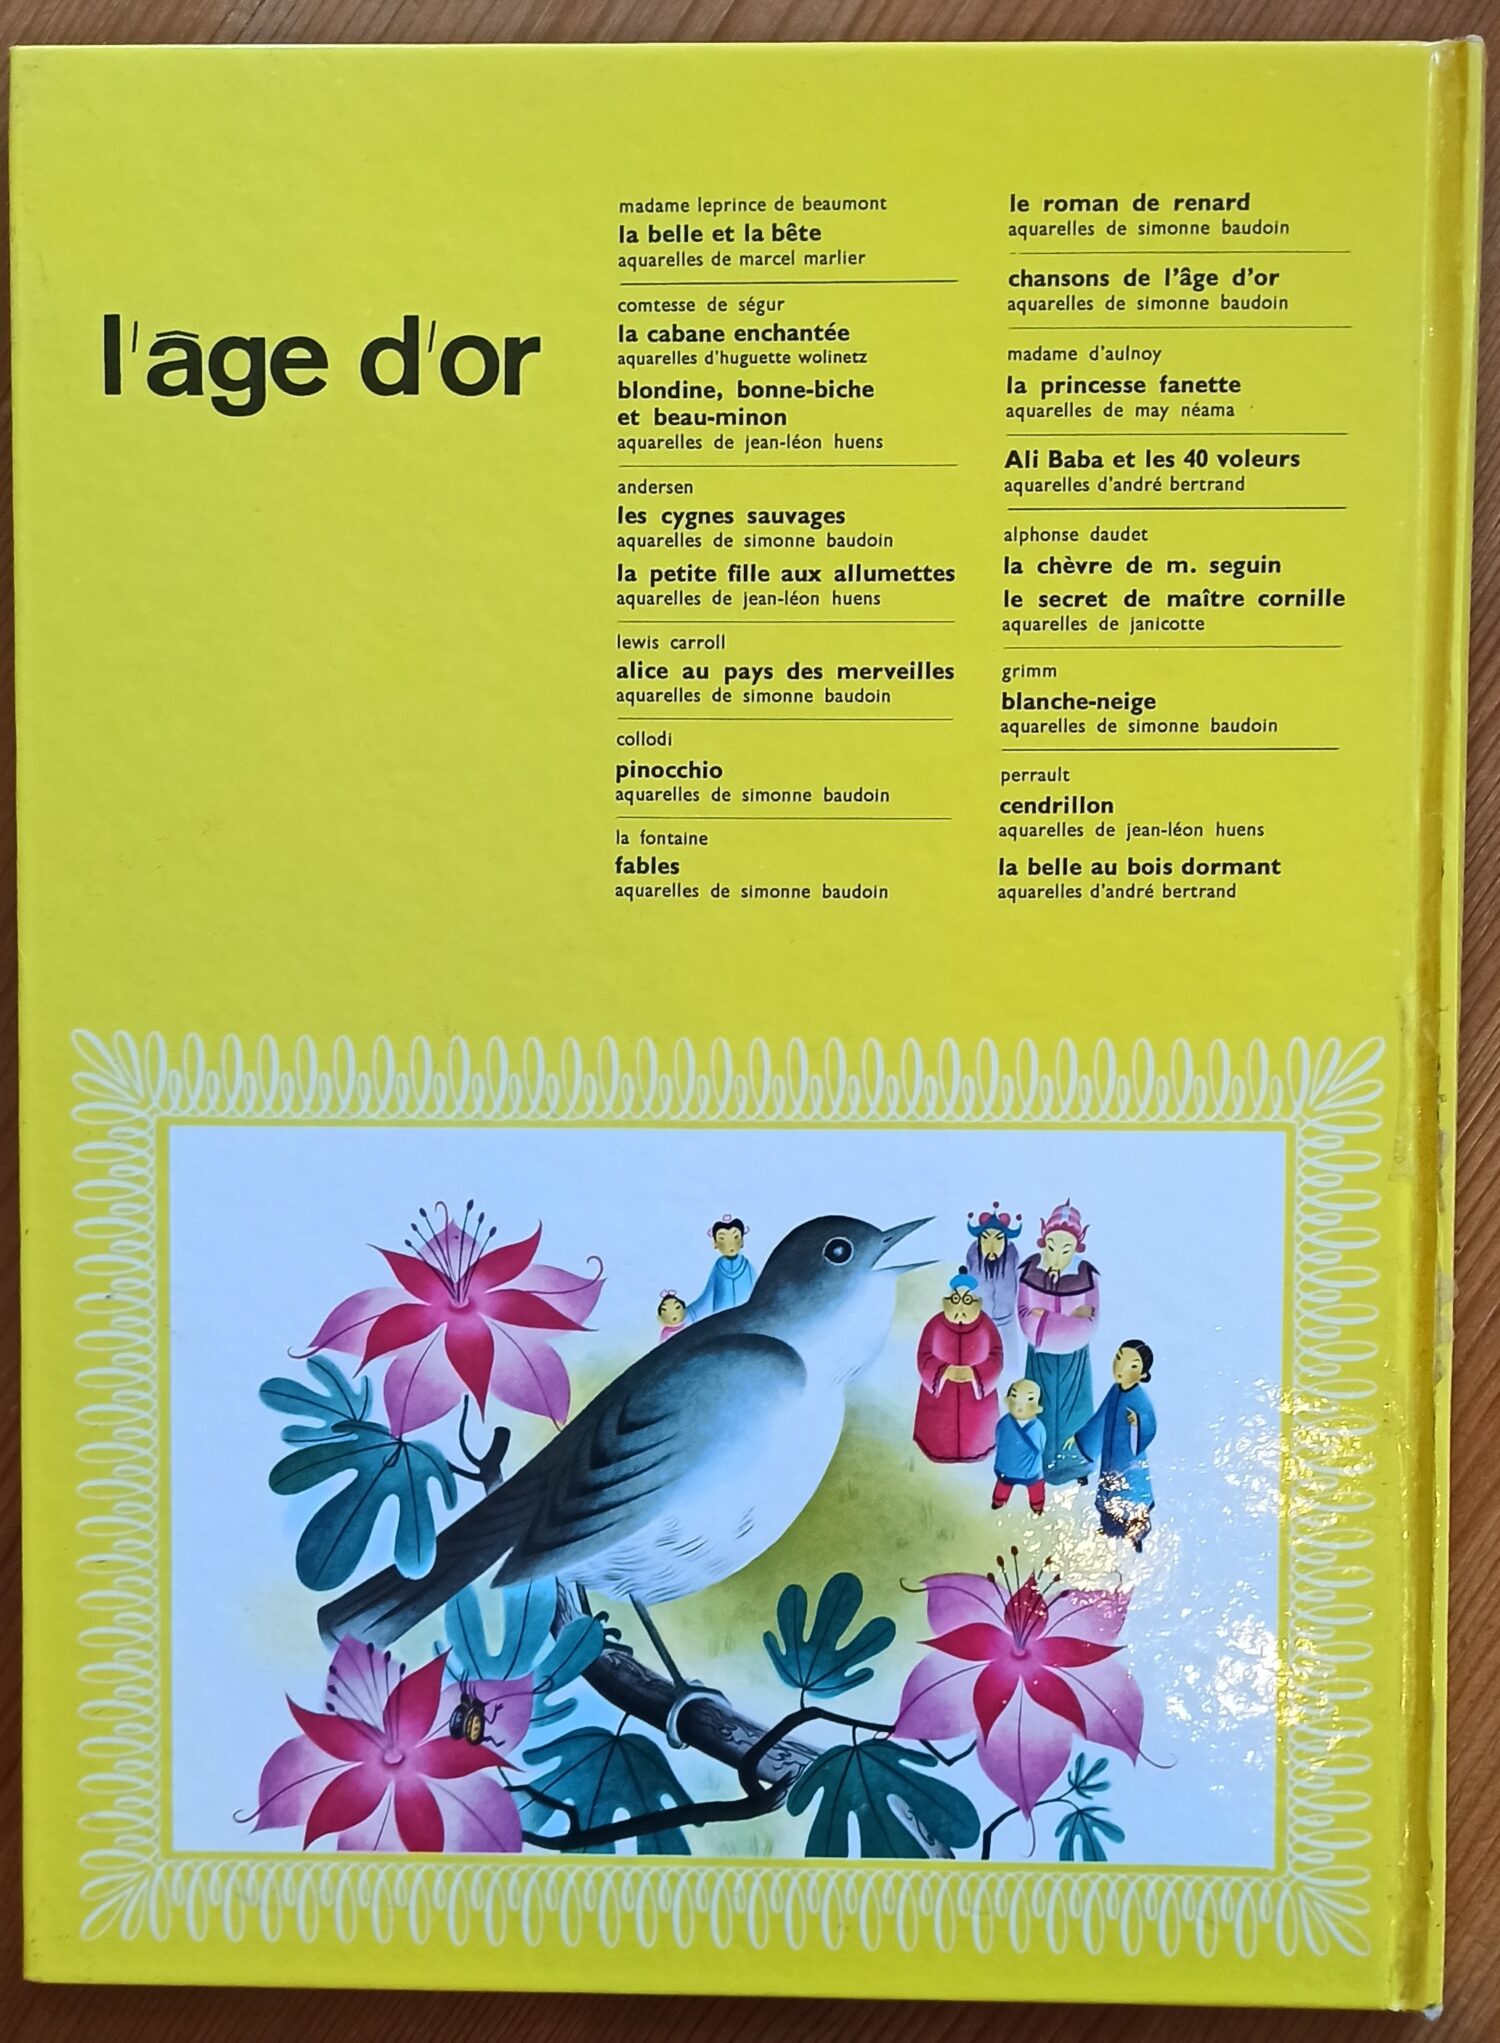 l'âge d'or
madame leprince de beaumont
la belle et la bête
aquarelles de marcel marlier
comtesse de ségur
la cabane enchantée
aquarelles d'huguette wolinetz
blondine, bonne-biche
et beau-minon
aquarelles de jean-léon huens
andersen
les cygnes sauvages
aquarelles de simonne baudoin
la petite fille aux allumettes
aquarelles de jean-léon huens
lewis carroll
alice au pays des merveilles
aquarelles de simonne baudoin
collodi
pinocchio
aquarelles de simonne baudoin
la fontaine
fables
aquarelles de simonne baudoin
le roman de renard
aquarelles de simonne baudoin
chansons de l'âge d'or
aquarelles de simonne baudoin
madame d'aulnoy
la princesse fanette
aquarelles de may néama
Ali Baba et les 40 voleurs
aquarelles d'andré bertrand
alphonse daudet
la chèvre de m. seguin
le secret de maître cornille
aquarelles de janicotte
grimm
blanche-neige
aquarelles de simonne baudoin
perrault
cendrillon
aquarelles de jean-léon huens
la belle au bois dormant
aquarelles d'andré bertrand